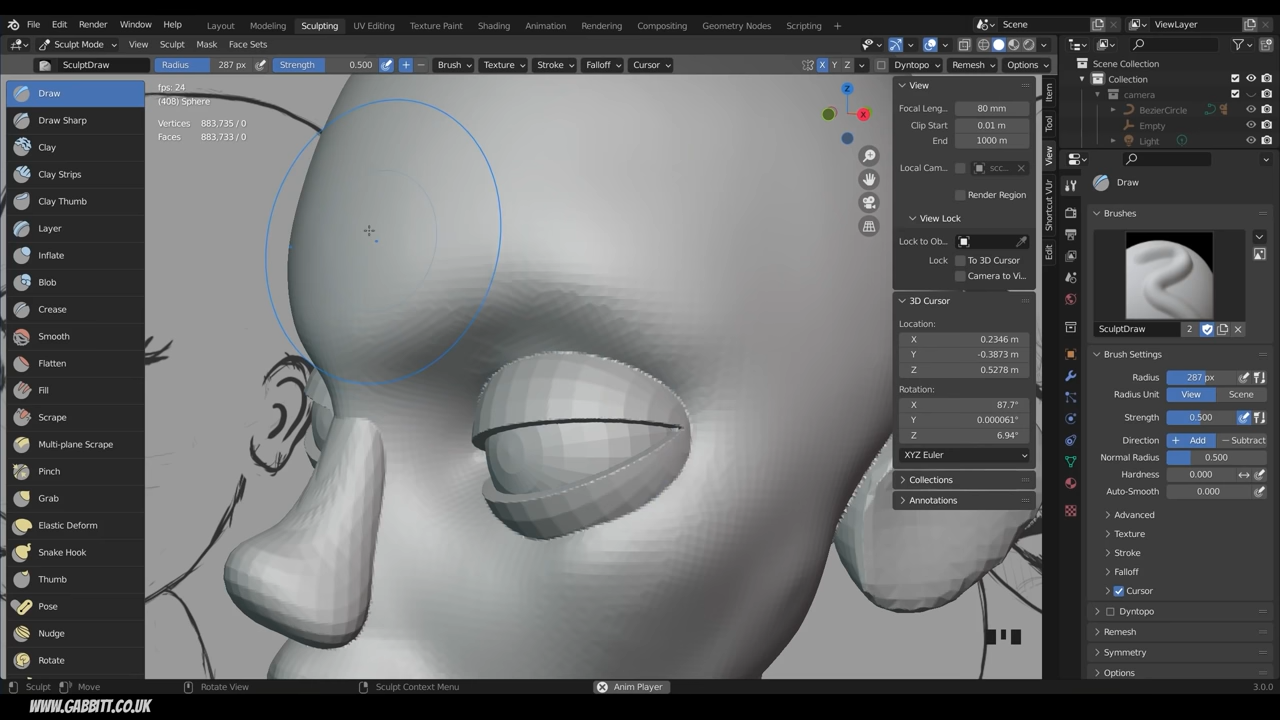 File Edit Render Window Help Layout Modeling Sculpting UV Editing Texture Paint Shading Animation Rendering Compositing Geometry Nodes Scripting + Scene ViewLayer
Sculpt Mode View Sculpt Mask Face Sets
SculptDraw Radius 287 px Strength 0.500 + − Brush Texture Stroke Falloff Cursor X Y Z Dyntopo Remesh Options
Draw
Draw Sharp
Clay
Clay Strips
Clay Thumb
Layer
Inflate
Blob
Crease
Smooth
Flatten
Fill
Scrape
Multi-plane Scrape
Pinch
Grab
Elastic Deform
Snake Hook
Thumb
Pose
Nudge
Rotate
fps: 24
(408) Sphere
Vertices 883,735 / 0
Faces 883,733 / 0
Z
X
View
Focal Leng... 80 mm
Clip Start 0.01 m
End 1000 m
Local Cam...
Render Region
View Lock
Lock to Ob...
Lock To 3D Cursor
Camera to Vi...
3D Cursor
Location:
X 0.2346 m
Y -0.3873 m
Z 0.5278 m
Rotation:
X 87.7°
Y 0.000061°
Z 6.94°
XYZ Euler
Collections
Annotations
Item
Tool
View
Shortcut VUr
Edit
Scene Collection
Collection
camera
BezierCircle
Empty
Light
Draw
Brushes
SculptDraw 2
Brush Settings
Radius 287 px
Radius Unit View Scene
Strength 0.500
Direction + Add − Subtract
Normal Radius 0.500
Hardness 0.000
Auto-Smooth 0.000
Advanced
Texture
Stroke
Falloff
Cursor
Dyntopo
Remesh
Symmetry
Options
Sculpt Move Rotate View Sculpt Context Menu Anim Player 3.0.0
WWW.GABBITT.CO.UK